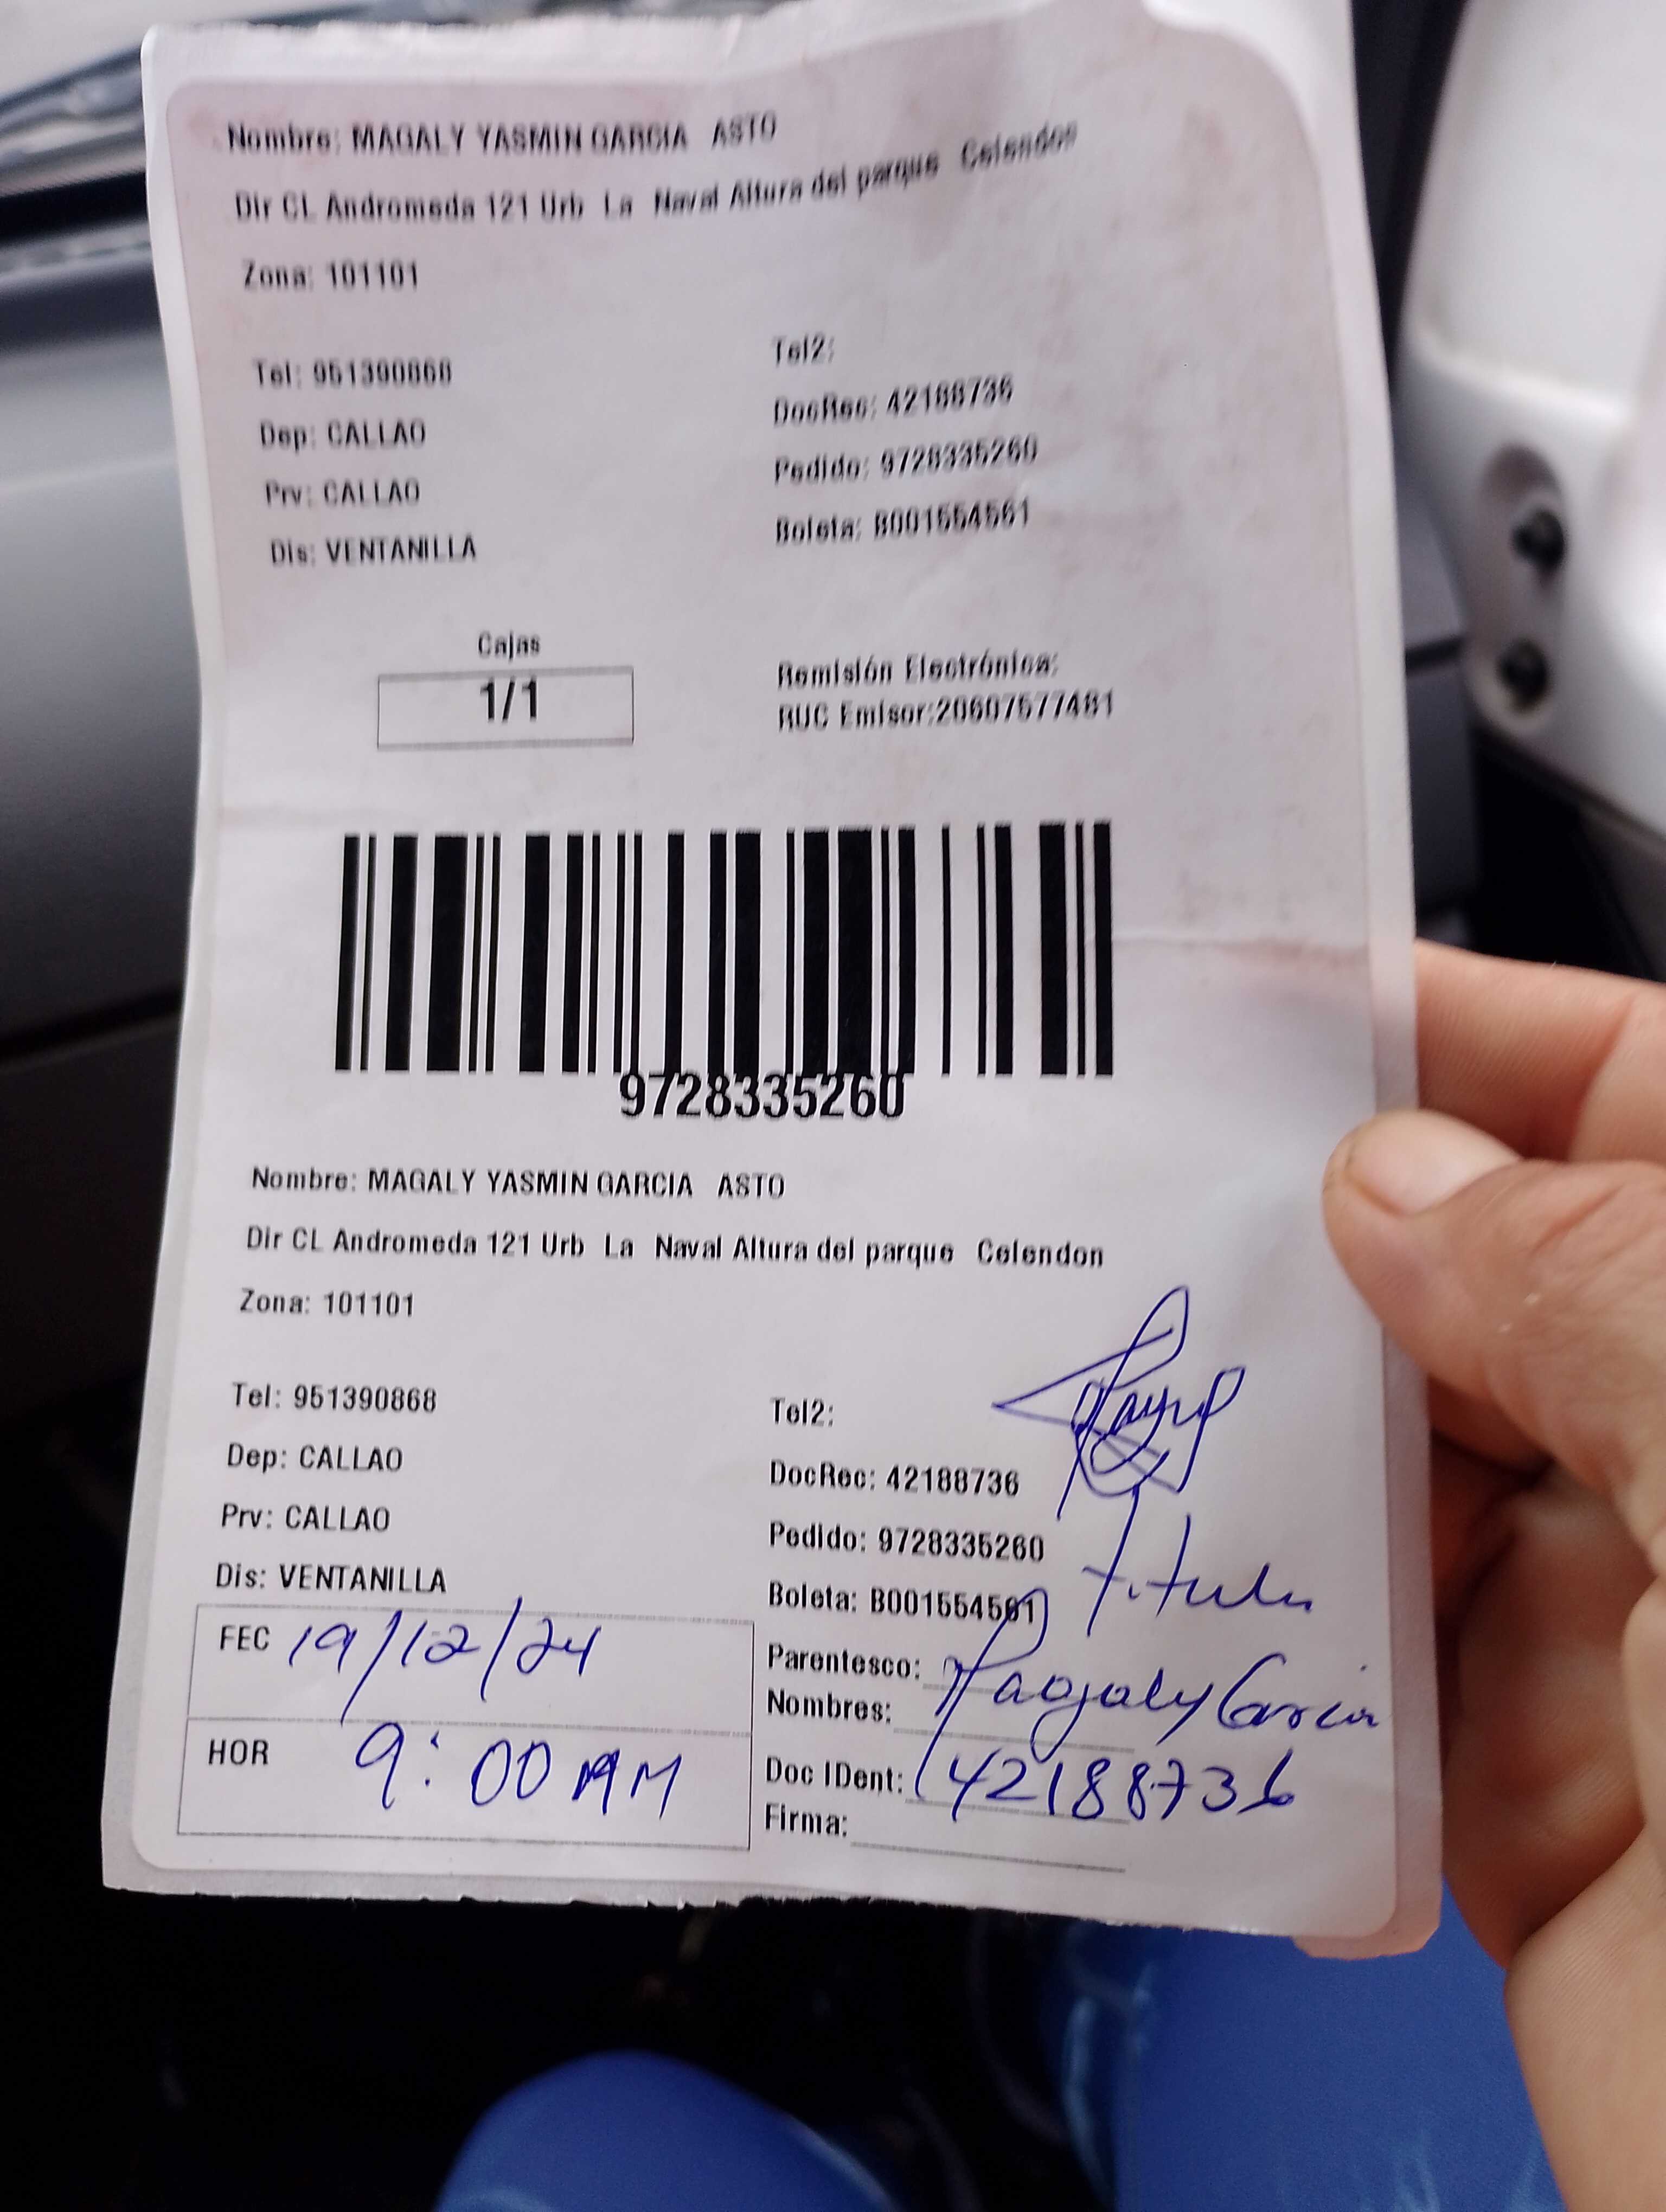 Nombre: MAGALY YASMIN GARCIA ASTO
Dir CL Andromeda 121 Urb La Naval Altura del parque Celendon
Zona: 101101
Tel: 951390868
Tel2:
Dep: CALLAO
DocRec: 42188736
Prv: CALLAO
Pedido: 9728335260
Dis: VENTANILLA
Boleta: B001554561
Cajas
1/1
Remisión Electrónica:
RUC Emisor:20607577481
9728335260
Nombre: MAGALY YASMIN GARCIA ASTO
Dir CL Andromeda 121 Urb La Naval Altura del parque Celendon
Zona: 101101
Tel: 951390868
Tel2:
Dep: CALLAO
DocRec: 42188736
Prv: CALLAO
Pedido: 9728335260
Titular
Dis: VENTANILLA
Boleta: B001554561
FEC 19/12/24
Parentesco:
Nombres: Magaly Garcia
HOR 9:00 AM
Doc IDent: 42188736
Firma: